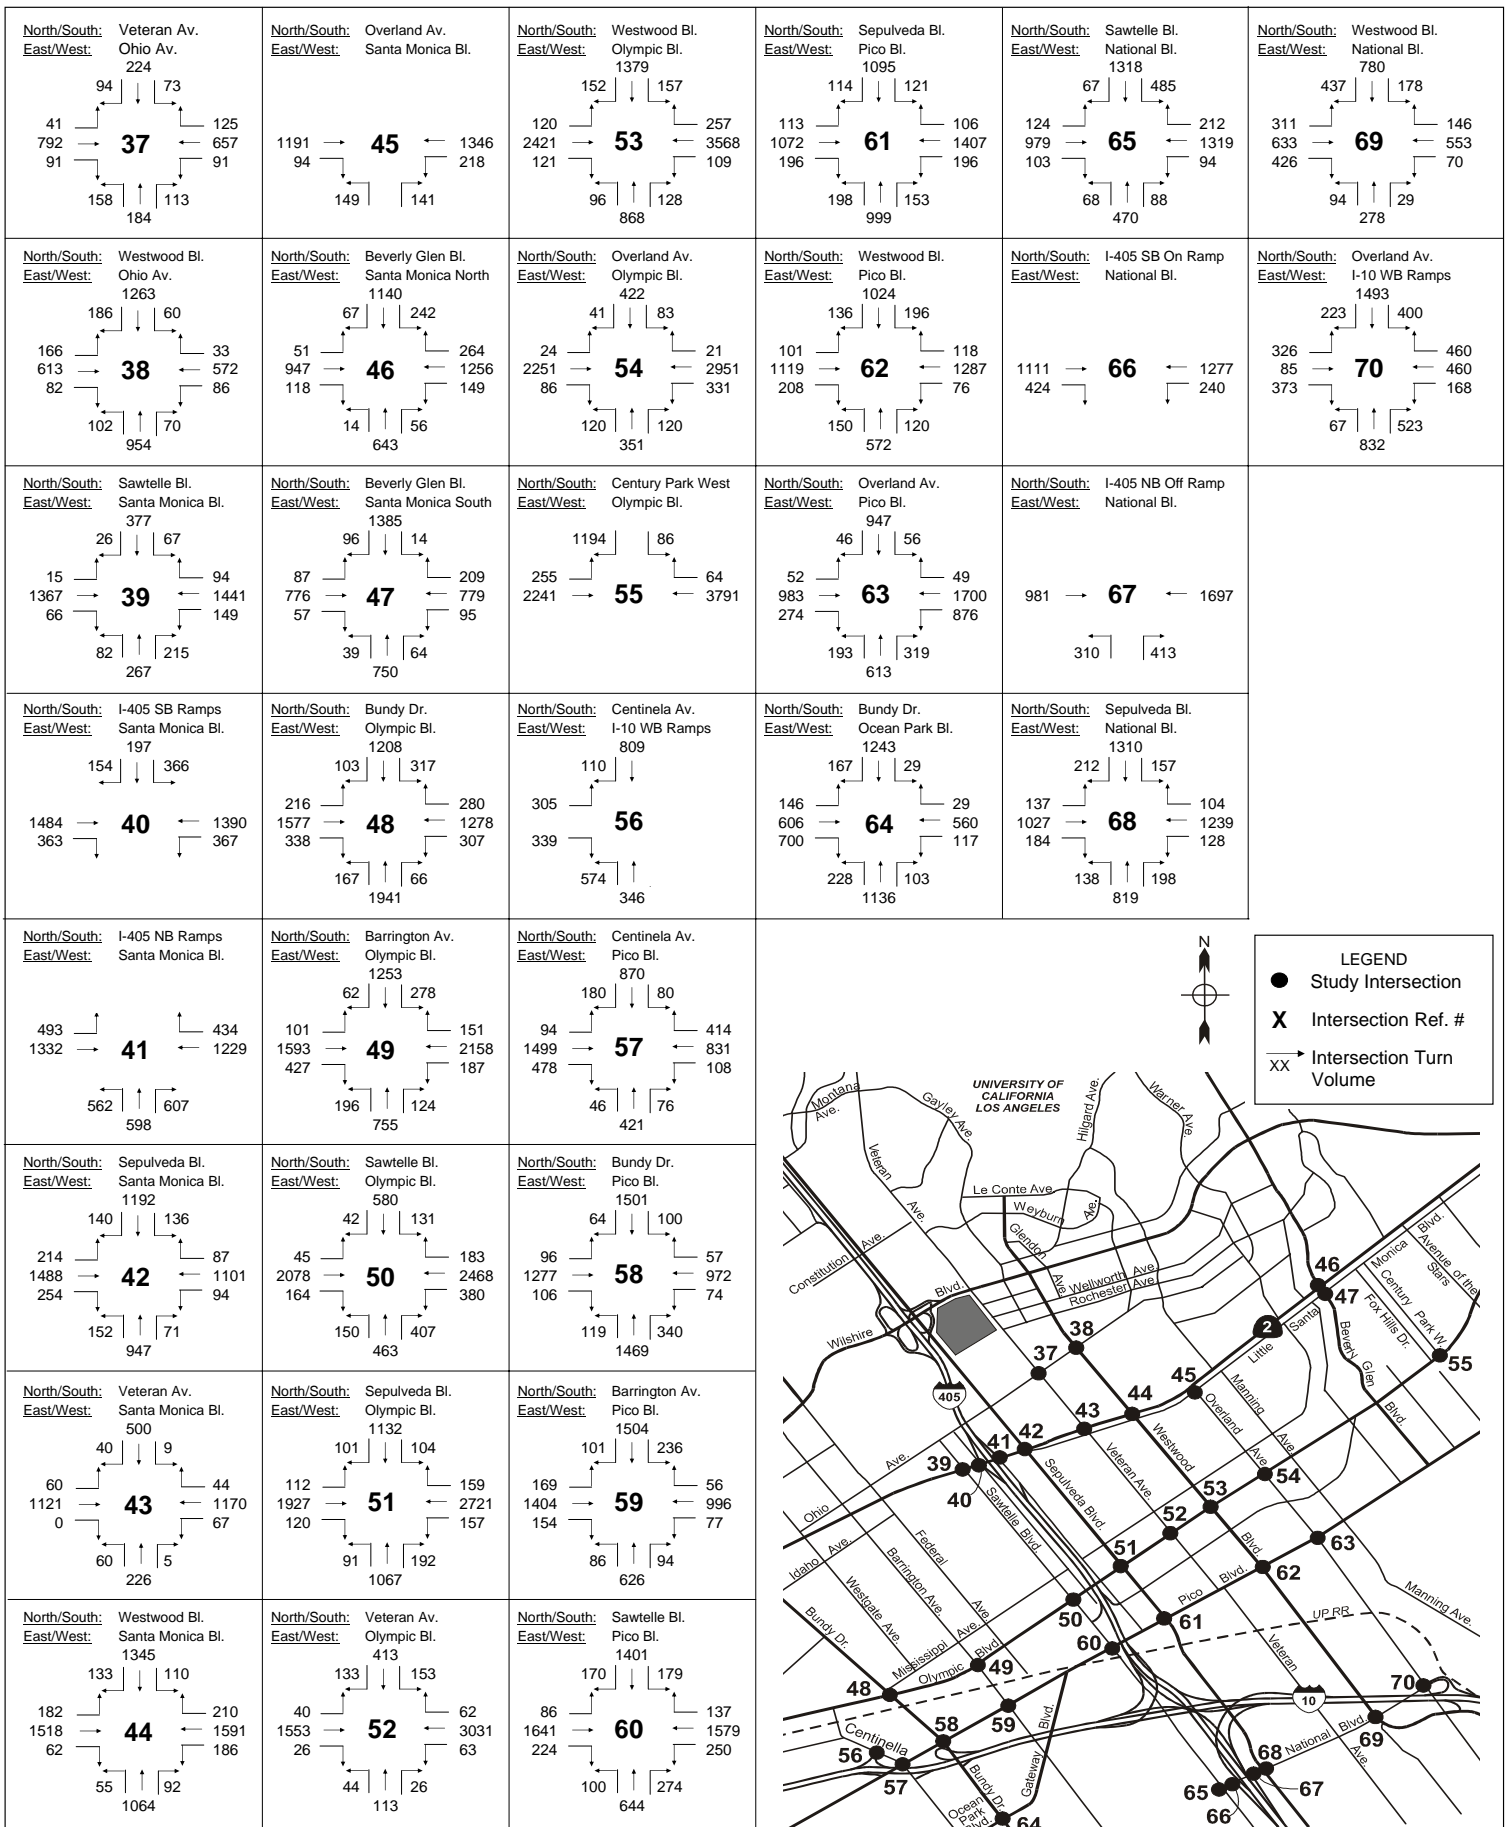 North/South: Veteran Av.
East/West: Ohio Av.
224
94 73
41 125
792 37 657
91 91
158 113
184
North/South: Overland Av.
East/West: Santa Monica Bl.
1191 45 1346
94 218
149 141
North/South: Westwood Bl.
East/West: Olympic Bl.
1379
152 157
120 257
2421 53 3568
121 109
96 128
868
North/South: Sepulveda Bl.
East/West: Pico Bl.
1095
114 121
113 106
1072 61 1407
196 196
198 153
999
North/South: Sawtelle Bl.
East/West: National Bl.
1318
67 485
124 212
979 65 1319
103 94
68 88
470
North/South: Westwood Bl.
East/West: National Bl.
780
437 178
311 146
633 69 553
426 70
94 29
278
North/South: Westwood Bl.
East/West: Ohio Av.
1263
186 60
166 33
613 38 572
82 86
102 70
954
North/South: Beverly Glen Bl.
East/West: Santa Monica North
1140
67 242
51 264
947 46 1256
118 149
14 56
643
North/South: Overland Av.
East/West: Olympic Bl.
422
41 83
24 21
2251 54 2951
86 331
120 120
351
North/South: Westwood Bl.
East/West: Pico Bl.
1024
136 196
101 118
1119 62 1287
208 76
150 120
572
North/South: I-405 SB On Ramp
East/West: National Bl.
1111 66 1277
424 240
North/South: Overland Av.
East/West: I-10 WB Ramps
1493
223 400
326 460
85 70 460
373 168
67 523
832
North/South: Sawtelle Bl.
East/West: Santa Monica Bl.
377
26 67
15 94
1367 39 1441
66 149
82 215
267
North/South: Beverly Glen Bl.
East/West: Santa Monica South
1385
96 14
87 209
776 47 779
57 95
39 64
750
North/South: Century Park West
East/West: Olympic Bl.
1194 86
255 64
2241 55 3791
North/South: Overland Av.
East/West: Pico Bl.
947
46 56
52 49
983 63 1700
274 876
193 319
613
North/South: I-405 NB Off Ramp
East/West: National Bl.
981 67 1697
310 413
North/South: I-405 SB Ramps
East/West: Santa Monica Bl.
197
154 366
1484 40 1390
363 367
North/South: Bundy Dr.
East/West: Olympic Bl.
1208
103 317
216 280
1577 48 1278
338 307
167 66
1941
North/South: Centinela Av.
East/West: I-10 WB Ramps
809
110
305
56
339
574
346
North/South: Bundy Dr.
East/West: Ocean Park Bl.
1243
167 29
146 29
606 64 560
700 117
228 103
1136
North/South: Sepulveda Bl.
East/West: National Bl.
1310
212 157
137 104
1027 68 1239
184 128
138 198
819
North/South: I-405 NB Ramps
East/West: Santa Monica Bl.
493 434
1332 41 1229
562 607
598
North/South: Barrington Av.
East/West: Olympic Bl.
1253
62 278
101 151
1593 49 2158
427 187
196 124
755
North/South: Centinela Av.
East/West: Pico Bl.
870
180 80
94 414
1499 57 831
478 108
46 76
421
North/South: Sepulveda Bl.
East/West: Santa Monica Bl.
1192
140 136
214 87
1488 42 1101
254 94
152 71
947
North/South: Sawtelle Bl.
East/West: Olympic Bl.
580
42 131
45 183
2078 50 2468
164 380
150 407
463
North/South: Bundy Dr.
East/West: Pico Bl.
1501
64 100
96 57
1277 58 972
106 74
119 340
1469
North/South: Veteran Av.
East/West: Santa Monica Bl.
500
40 9
60 44
1121 43 1170
0 67
60 5
226
North/South: Sepulveda Bl.
East/West: Olympic Bl.
1132
101 104
112 159
1927 51 2721
120 157
91 192
1067
North/South: Barrington Av.
East/West: Pico Bl.
1504
101 236
169 56
1404 59 996
154 77
86 94
626
North/South: Westwood Bl.
East/West: Santa Monica Bl.
1345
133 110
182 210
1518 44 1591
62 186
55 92
1064
North/South: Veteran Av.
East/West: Olympic Bl.
413
133 153
40 62
1553 52 3031
26 63
44 26
113
North/South: Sawtelle Bl.
East/West: Pico Bl.
1401
170 179
86 137
1641 60 1579
224 250
100 274
644
N
LEGEND
Study Intersection
X Intersection Ref. #
XX Intersection Turn
Volume
UNIVERSITY OF
CALIFORNIA
LOS ANGELES
Montana
Ave.
Gayley Ave.
Hilgard Ave.
Warner Ave.
Veteran
Ave.
Le Conte Ave.
Weyburn
Ave.
Glendon
Ave.
Constitution Ave.
Wellworth Ave.
Rochester Ave.
Wilshire
Blvd.
Little
Santa
Monica
Blvd.
Avenue of the
Stars
Century Park W.
Fox Hills Dr.
Beverly
Glen
Blvd.
2
405
46
47
55
38
37
45
44
43
42
41
39
40
Overland
Ave.
Manning
Ave.
Westwood
Blvd.
Veteran Ave.
Sepulveda Blvd.
Sawtelle Blvd.
Ohio
Ave.
Idaho Ave.
Federal
Ave.
Barrington Ave.
Westgate Ave.
Bundy Dr.
Mississippi Ave.
Olympic Blvd.
54
53
52
51
50
49
48
63
62
61
60
59
58
57
56
Pico Blvd.
Manning Ave.
UP RR
Veteran
Ave.
10
70
69
National Blvd.
68
67
66
65
64
Centinella
Bundy Dr.
Gateway Blvd.
Ocean
Park
Blvd.